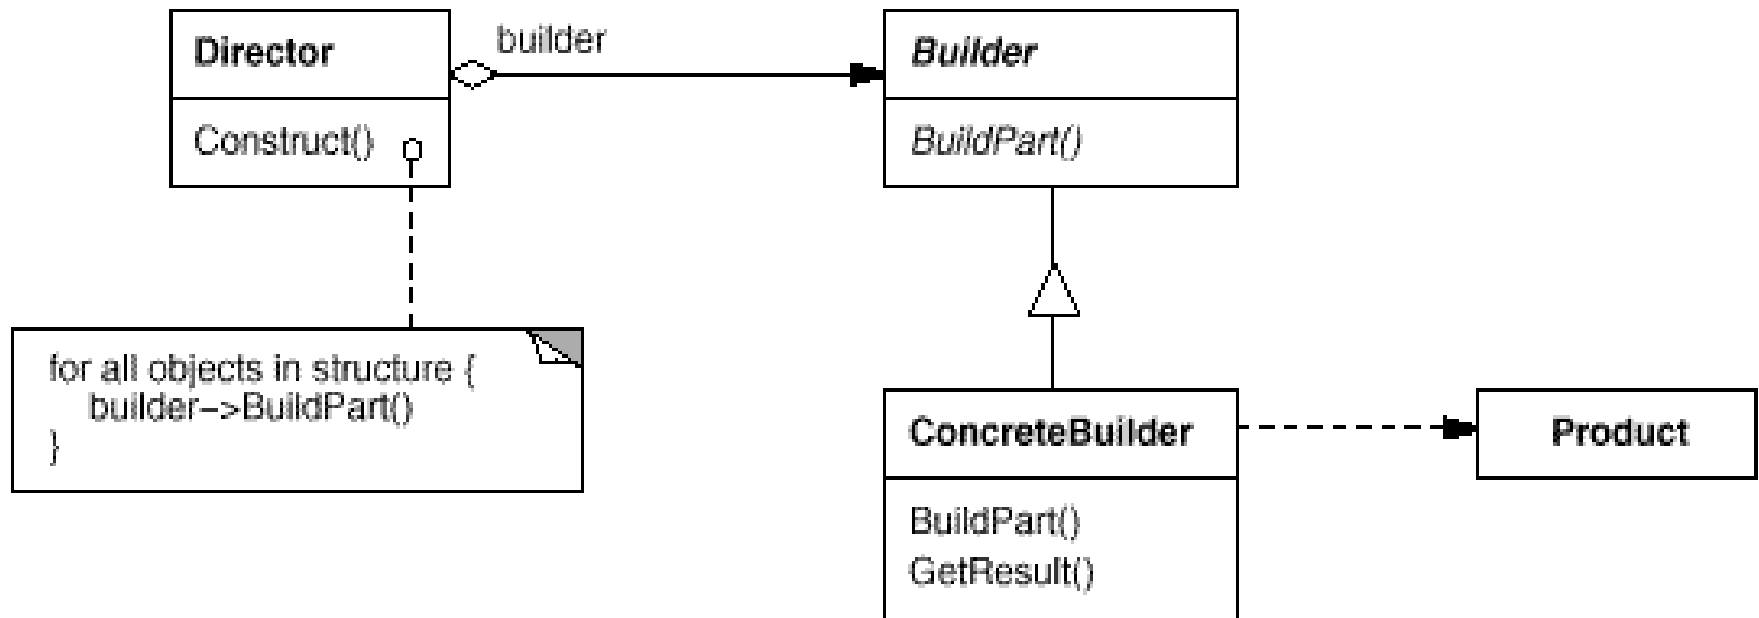 Director
builder
Builder
Construct()
BuildPart()
for all objects in structure {
builder−>BuildPart()
}
ConcreteBuilder
Product
BuildPart()
GetResult()